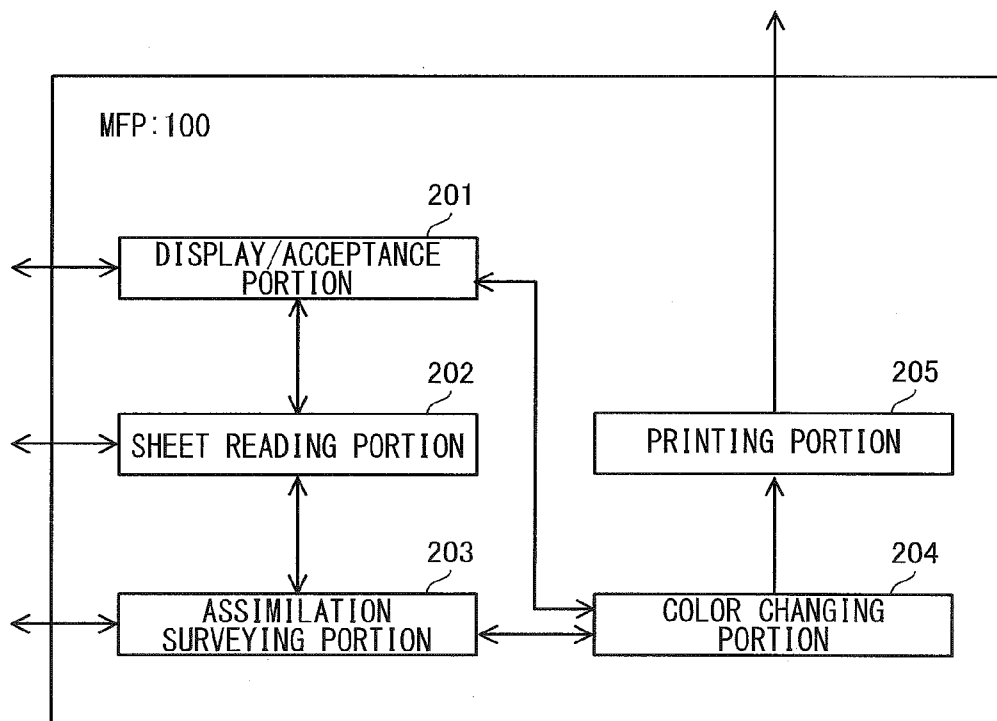 MFP:100
201
DISPLAY/ACCEPTANCE
PORTION
202
SHEET READING PORTION
205
PRINTING PORTION
203
ASSIMILATION
SURVEYING PORTION
204
COLOR CHANGING
PORTION